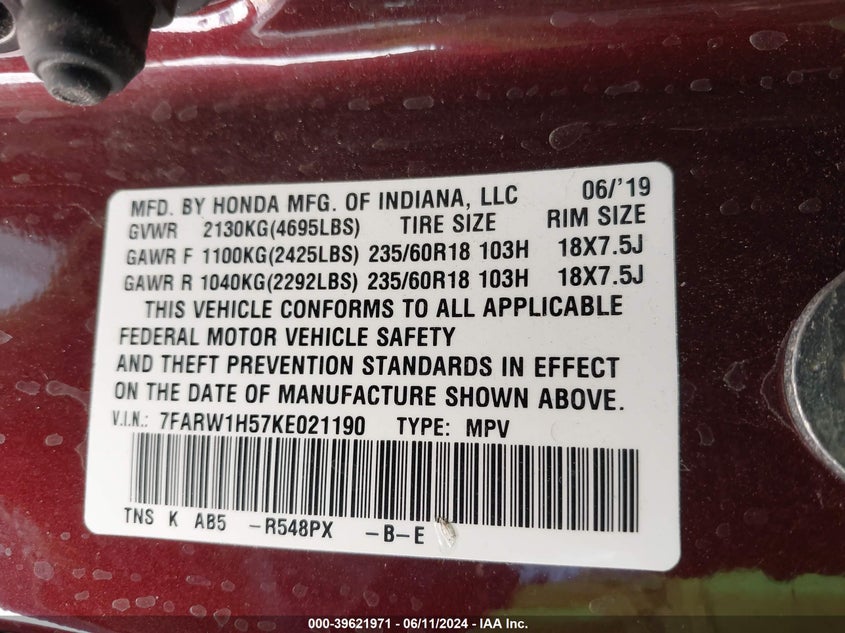 MFD. BY HONDA MFG. OF INDIANA, LLC 06/'19
GVWR 2130KG(4695LBS) TIRE SIZE RIM SIZE
GAWR F 1100KG(2425LBS) 235/60R18 103H 18X7.5J
GAWR R 1040KG(2292LBS) 235/60R18 103H 18X7.5J
THIS VEHICLE CONFORMS TO ALL APPLICABLE
FEDERAL MOTOR VEHICLE SAFETY
AND THEFT PREVENTION STANDARDS IN EFFECT
ON THE DATE OF MANUFACTURE SHOWN ABOVE.
V.I.N.: 7FARW1H57KE021190 TYPE: MPV
TNS K AB5 -R548PX -B-E
000-39621971 - 06/11/2024 - IAA Inc.